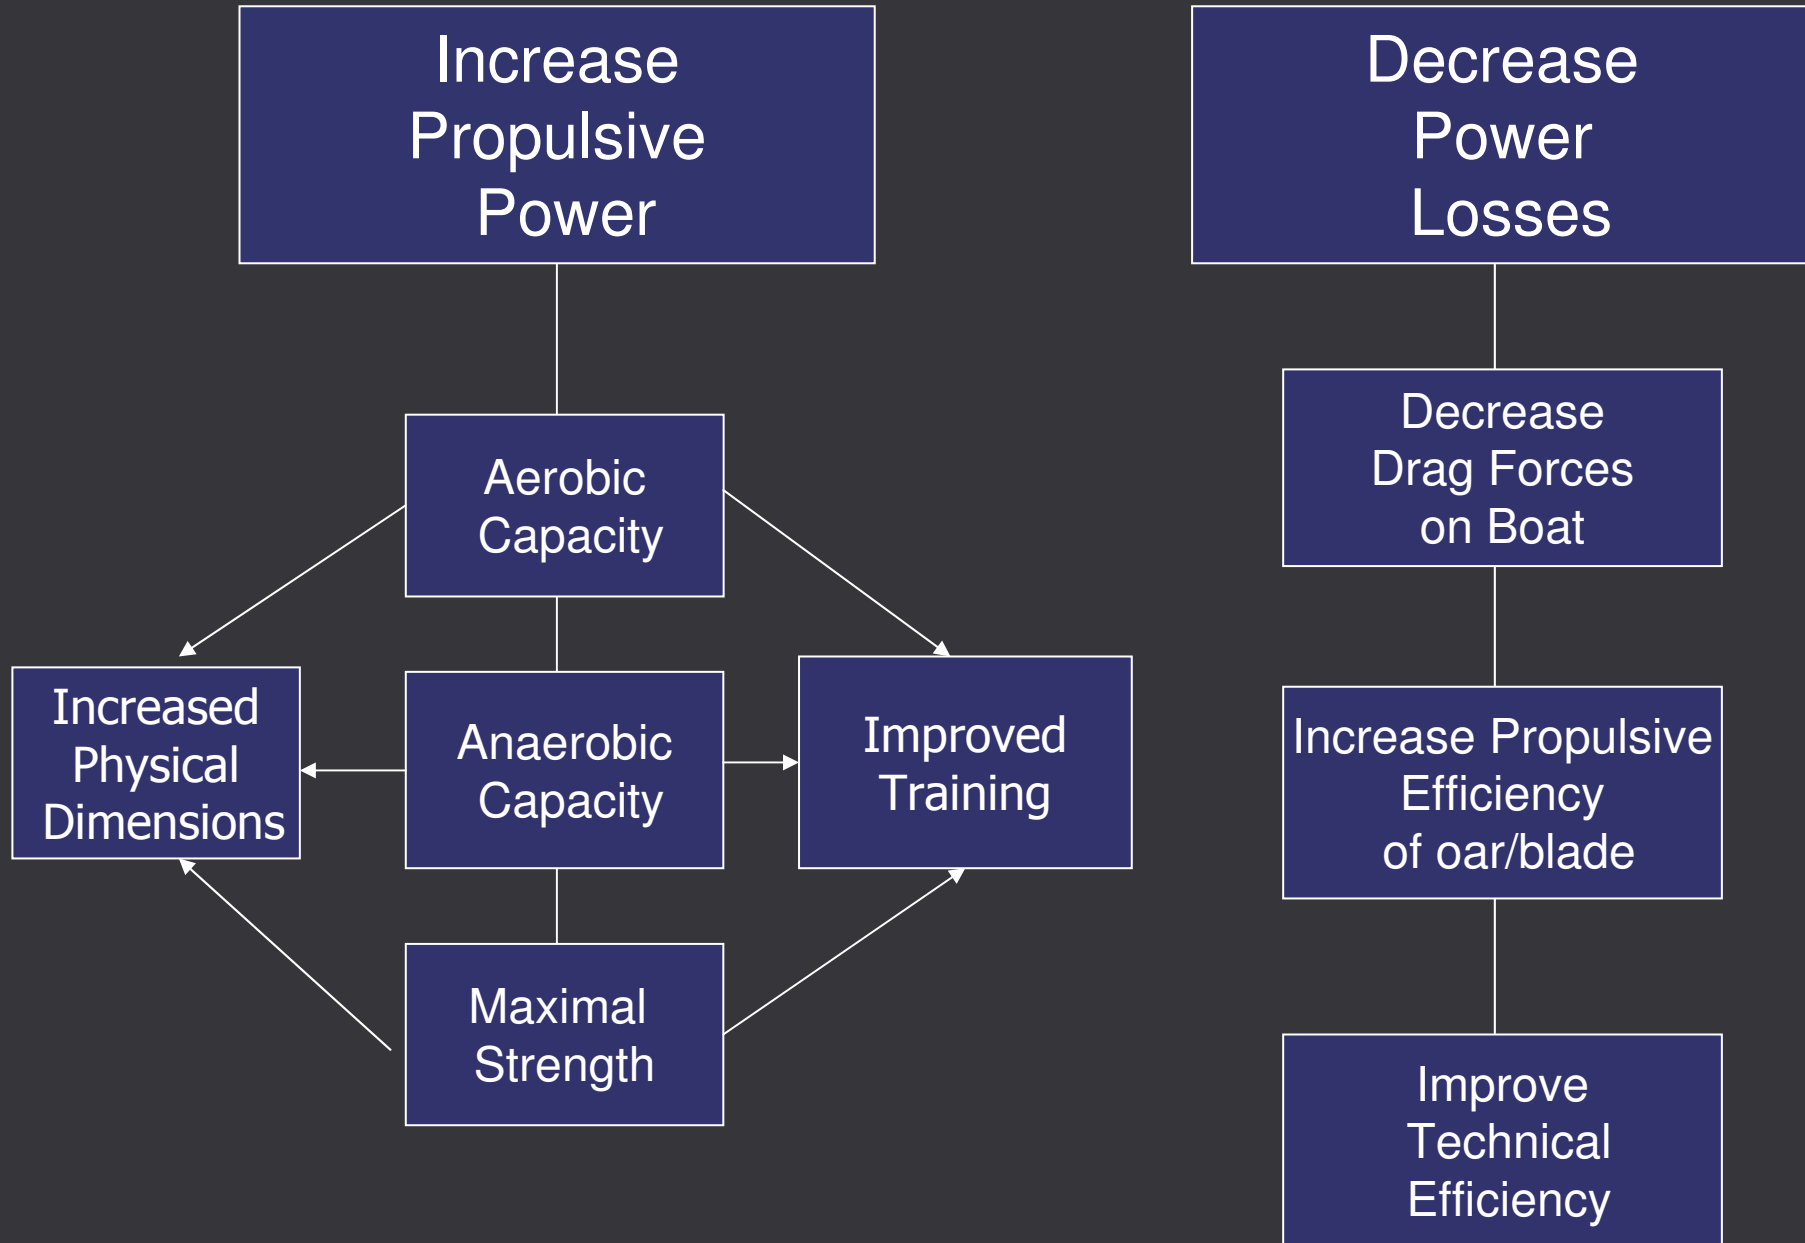 Increase
Propulsive
Power
Decrease
Power
Losses
Aerobic
Capacity
Decrease
Drag Forces
on Boat
Increased
Physical
Dimensions
Anaerobic
Capacity
Improved
Training
Increase Propulsive
Efficiency
of oar/blade
Maximal
Strength
Improve
Technical
Efficiency